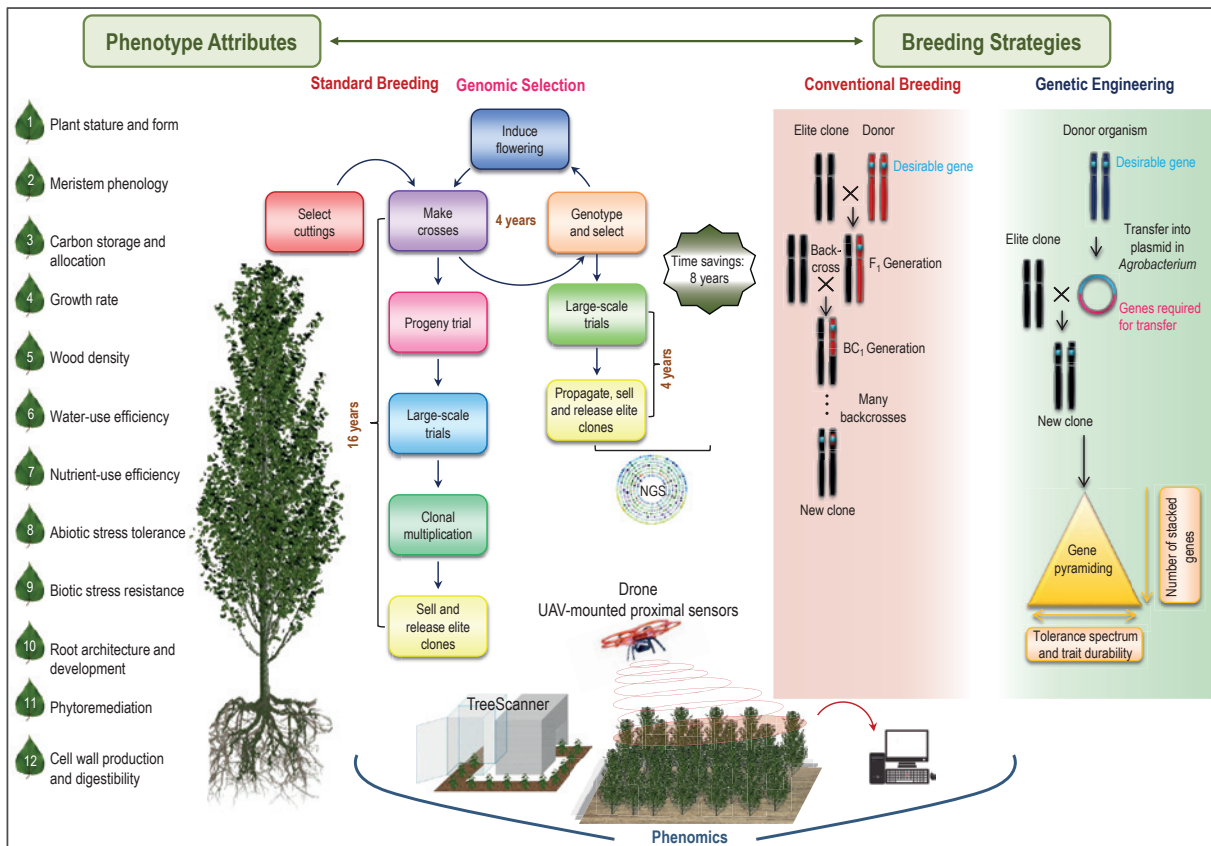 Phenotype Attributes
Breeding Strategies
Standard Breeding
Genomic Selection
Conventional Breeding
Genetic Engineering
1
Plant stature and form
2
Meristem phenology
3
Carbon storage and
allocation
4
Growth rate
5
Wood density
6
Water-use efficiency
7
Nutrient-use efficiency
8
Abiotic stress tolerance
9
Biotic stress resistance
10
Root architecture and
development
11
Phytoremediation
12
Cell wall production
and digestibility
Induce
flowering
Select
cuttings
Make
crosses
4 years
Genotype
and select
Time savings:
8 years
Progeny trial
Large-scale
trials
16 years
Large-scale
trials
Propagate, sell
and release elite
clones
4 years
NGS
Clonal
multiplication
Sell and
release elite
clones
Elite clone
Donor
Desirable gene
Back-
cross
F1 Generation
BC1 Generation
Many
backcrosses
New clone
Donor organism
Desirable gene
Transfer into
plasmid in
Agrobacterium
Elite clone
Genes required
for transfer
New clone
Gene
pyramiding
Number of stacked
genes
Tolerance spectrum
and trait durability
Drone
UAV-mounted proximal sensors
TreeScanner
Phenomics